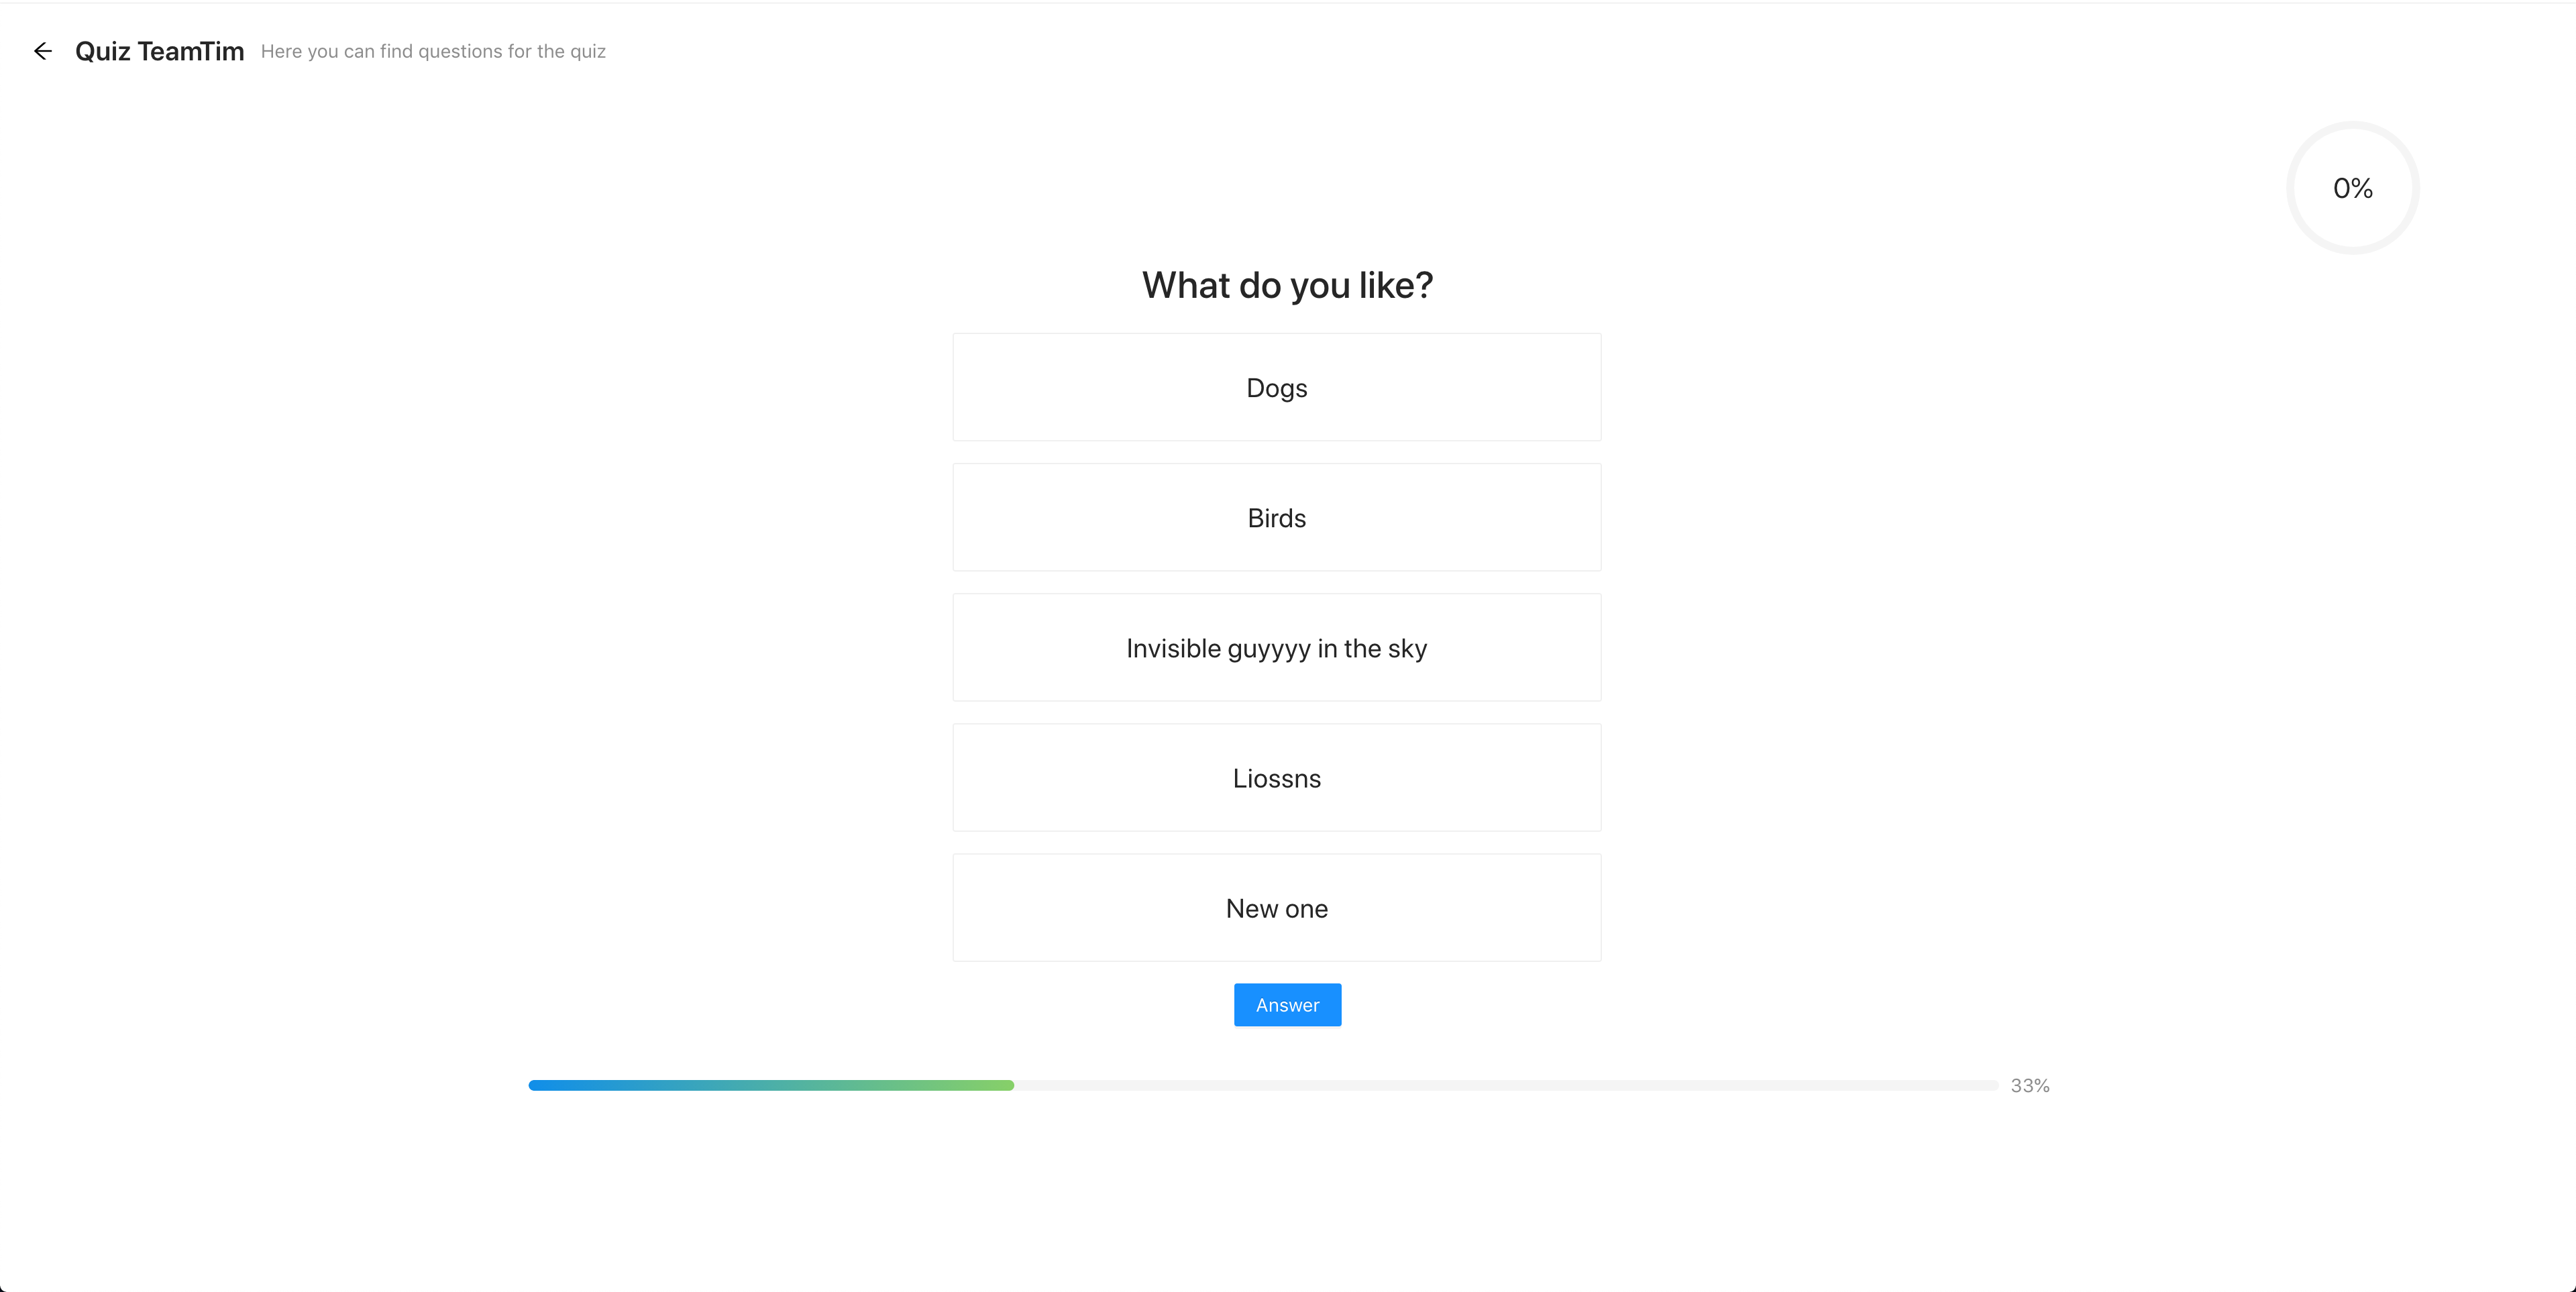 Quiz TeamTim Here you can find questions for the quiz
0%
What do you like?
Dogs
Birds
Invisible guyyyy in the sky
Liossns
New one
Answer
33%